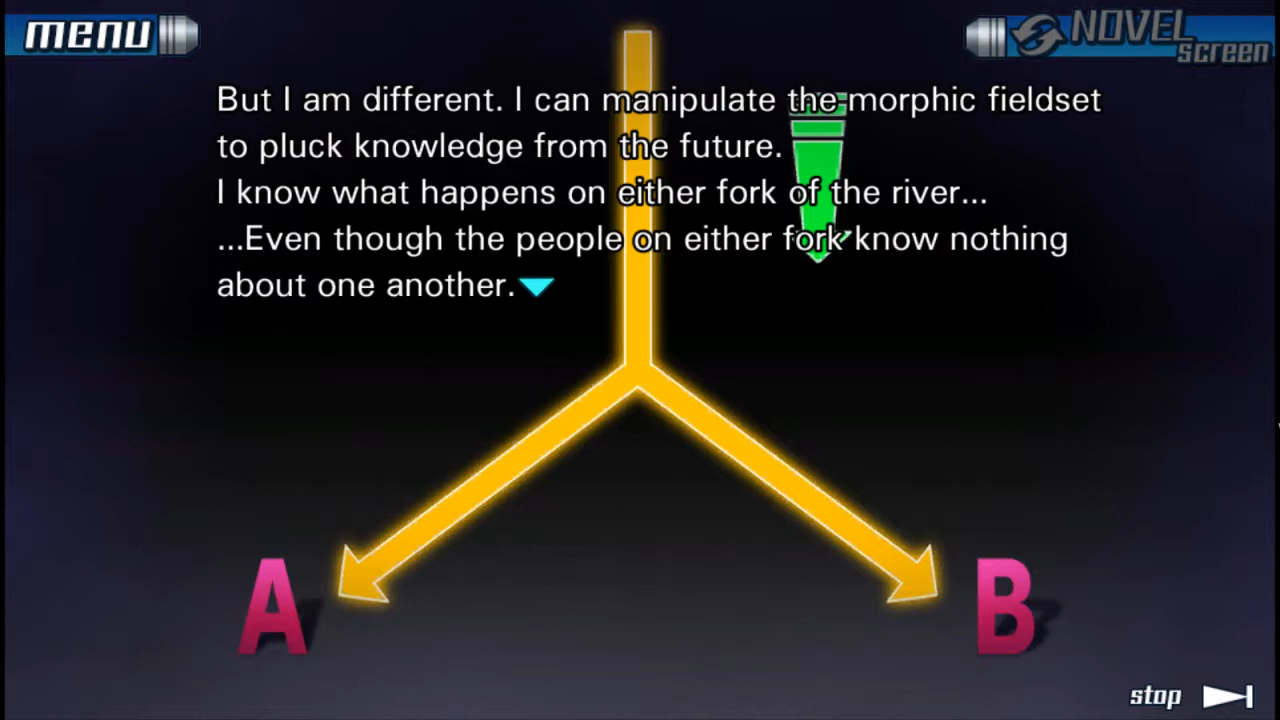 menu
NOVEL
screen
But I am different. I can manipulate the morphic fieldset
to pluck knowledge from the future.
I know what happens on either fork of the river...
...Even though the people on either fork know nothing
about one another.
A
B
stop